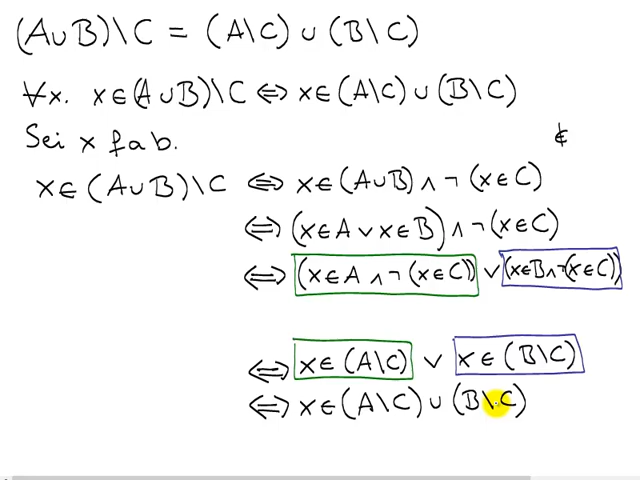 (A∪B)\C = (A\C) ∪ (B\C)
∀x. x∈(A∪B)\C ⇔ x∈(A\C) ∪ (B\C)
Sei x f a b. ∉
x∈(A∪B)\C ⇔ x∈(A∪B) ∧ ¬(x∈C)
⇔ (x∈A ∨ x∈B) ∧ ¬(x∈C)
⇔ (x∈A ∧ ¬(x∈C)) ∨ (x∈B ∧ ¬(x∈C))
⇔ x∈(A\C) ∨ x∈(B\C)
⇔ x∈(A\C) ∪ (B\C)